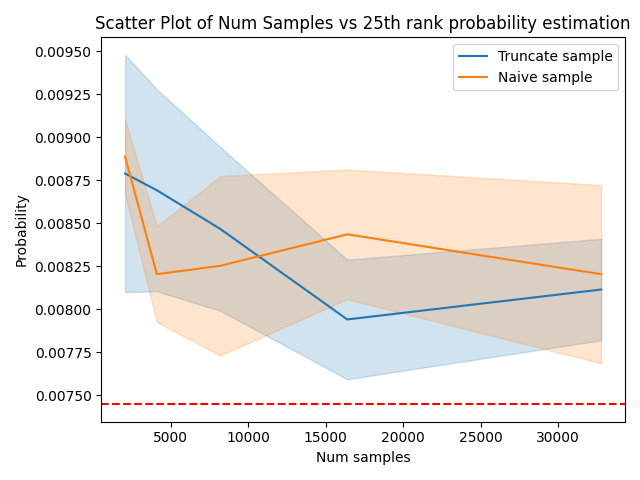 Scatter Plot of Num Samples vs 25th rank probability estimation
Truncate sample
Naive sample
Probability
0.00950
0.00925
0.00900
0.00875
0.00850
0.00825
0.00800
0.00775
0.00750
5000 10000 15000 20000 25000 30000
Num samples